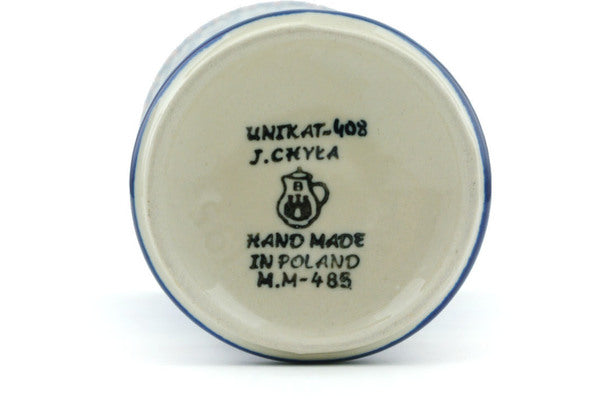 UNIKAT-408
J.CHYŁA
B
HAND MADE
IN POLAND
M.M-485